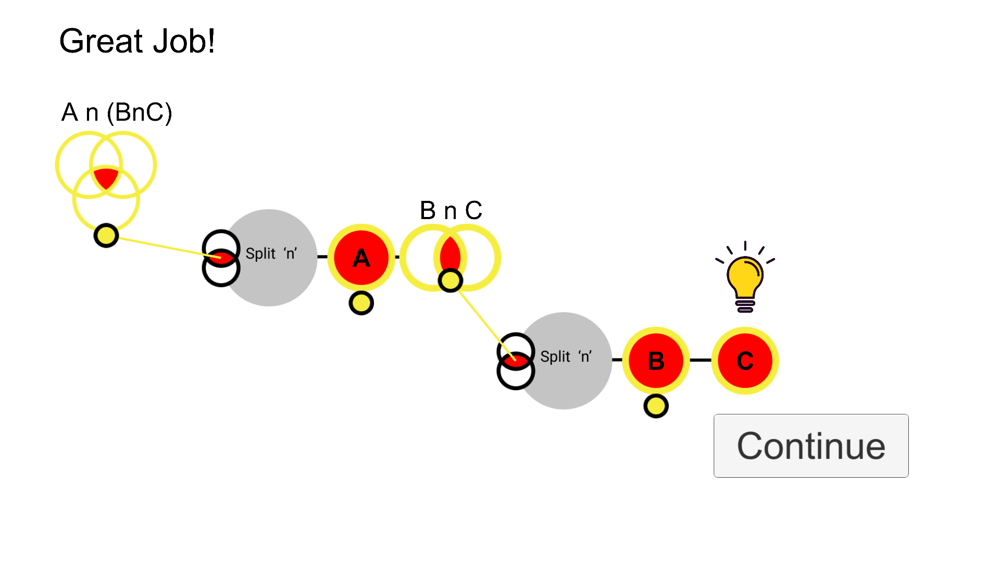 Great Job!
A n (BnC)
B n C
Split ‘n’
A
Split ‘n’
B
C
Continue